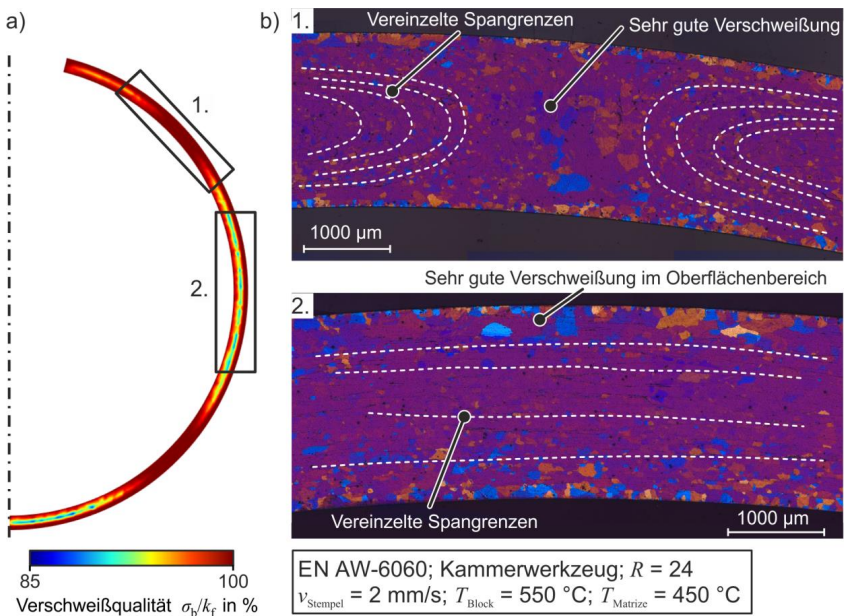 a)
1.
2.
85
100
Verschweißqualität σb/kf in %
b)
Vereinzelte Spangrenzen
Sehr gute Verschweißung
1.
1000 µm
Sehr gute Verschweißung im Oberflächenbereich
2.
Vereinzelte Spangrenzen
1000 µm
EN AW-6060; Kammerwerkzeug; R = 24
vStempel = 2 mm/s; TBlock = 550 °C; TMatrize = 450 °C